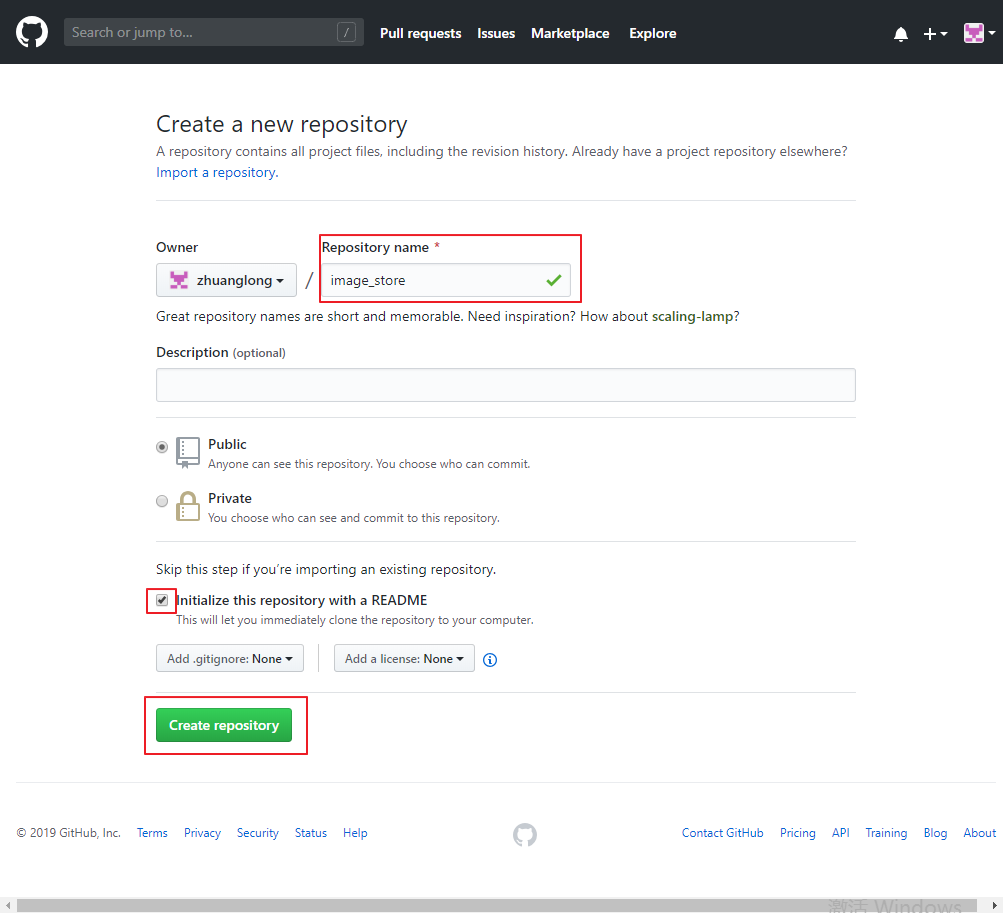 Search or jump to... /
Pull requests Issues Marketplace Explore
Create a new repository
A repository contains all project files, including the revision history. Already have a project repository elsewhere?
Import a repository.
Owner
Repository name *
zhuanglong / image_store
Great repository names are short and memorable. Need inspiration? How about scaling-lamp?
Description (optional)
Public
Anyone can see this repository. You choose who can commit.
Private
You choose who can see and commit to this repository.
Skip this step if you’re importing an existing repository.
Initialize this repository with a README
This will let you immediately clone the repository to your computer.
Add .gitignore: None Add a license: None
Create repository
© 2019 GitHub, Inc. Terms Privacy Security Status Help Contact GitHub Pricing API Training Blog About
激活 Windows